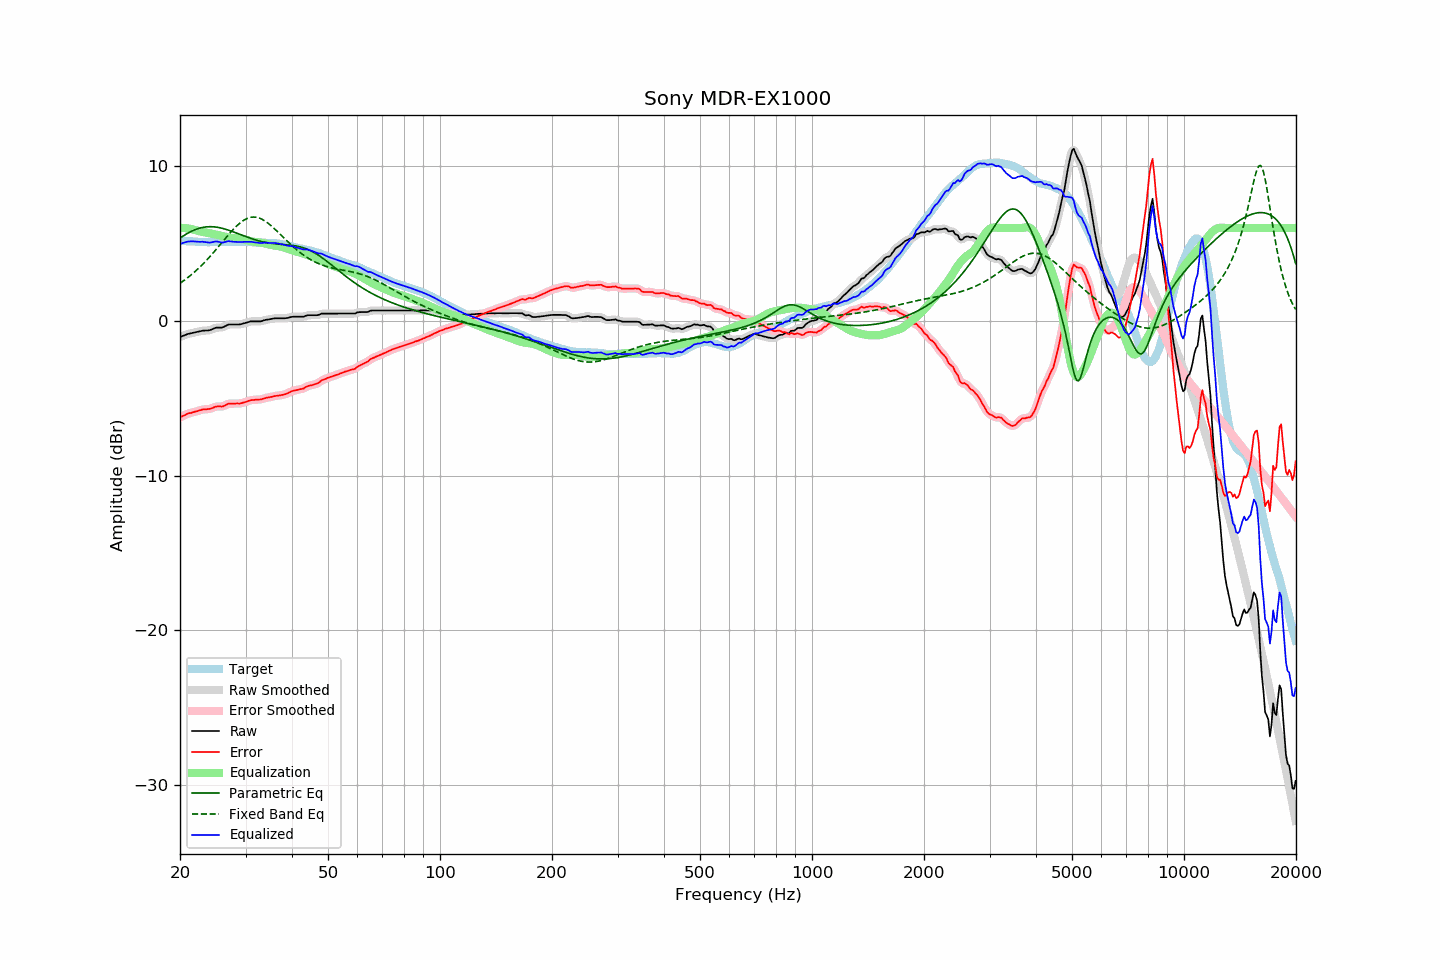 Sony MDR-EX1000
Amplitude (dBr)
10
0
−10
−20
−30
Target
Raw Smoothed
Error Smoothed
Raw
Error
Equalization
Parametric Eq
Fixed Band Eq
Equalized
20 50 100 200 500 1000 2000 5000 10000 20000
Frequency (Hz)